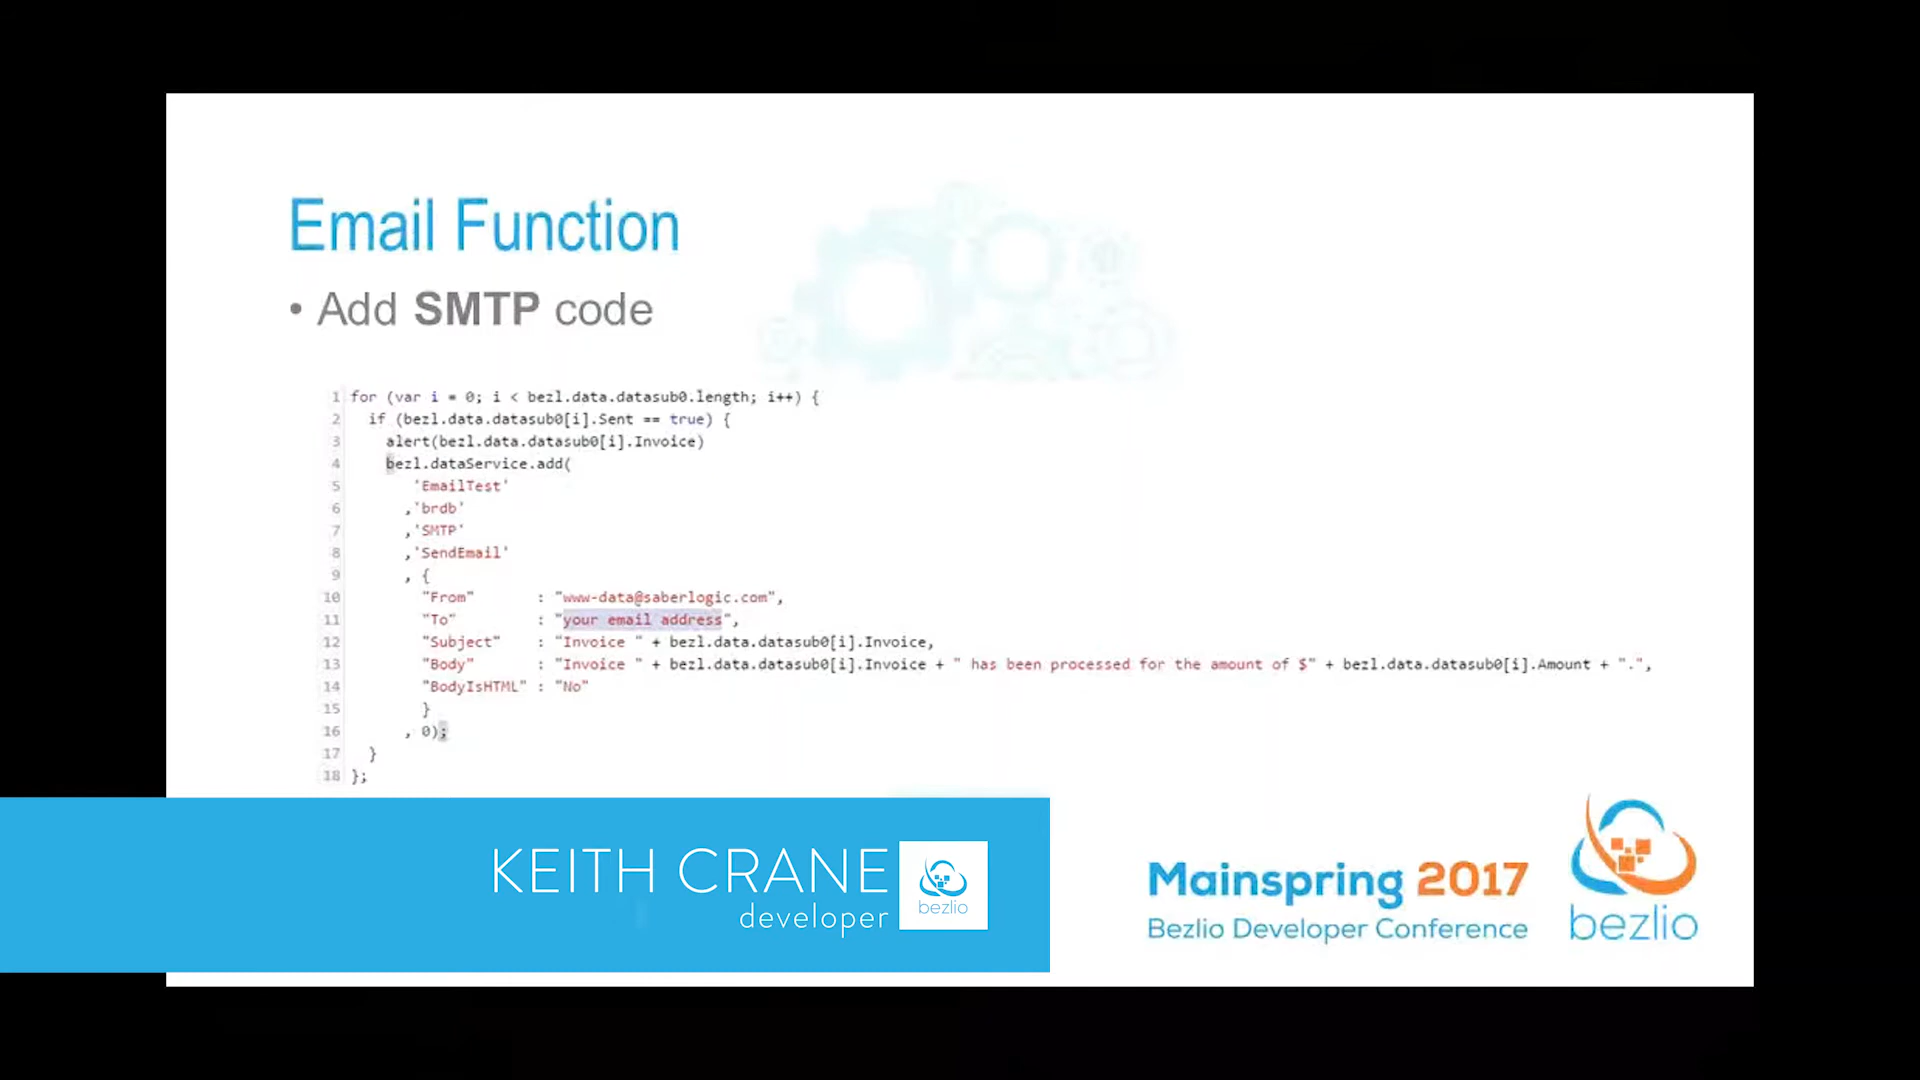 Email Function
• Add SMTP code
1 for (var i = 0; i < bezl.data.datasub0.length; i++) {
2 if (bezl.data.datasub0[i].Sent == true) {
3 alert(bezl.data.datasub0[i].Invoice)
4 bezl.dataService.add(
5 'EmailTest'
6 ,'brdb'
7 ,'SMTP'
8 ,'SendEmail'
9 , {
10 "From" : "www-data@saberlogic.com",
11 "To" : "your email address",
12 "Subject" : "Invoice " + bezl.data.datasub0[i].Invoice,
13 "Body" : "Invoice " + bezl.data.datasub0[i].Invoice + " has been processed for the amount of $" + bezl.data.datasub0[i].Amount + ".",
14 "BodyIsHTML" : "No"
15 }
16 , 0);
17 }
18 };
KEITH CRANE
developer
bezlio
Mainspring 2017
Bezlio Developer Conference
bezlio